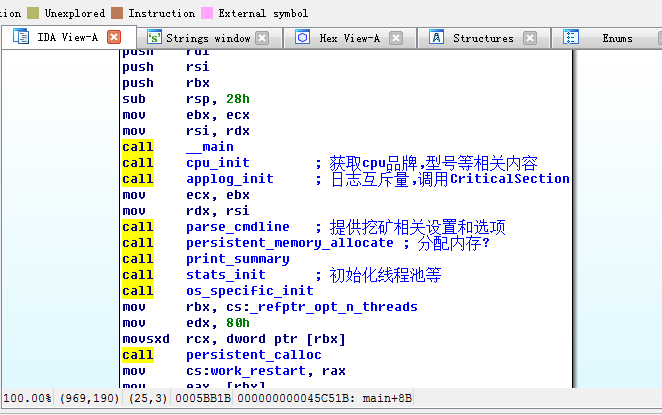 tion Unexplored Instruction External symbol
IDA View-A Strings window Hex View-A Structures Enums
push rdi
push rsi
push rbx
sub rsp, 28h
mov ebx, ecx
mov rsi, rdx
call __main
call cpu_init ; 获取cpu品牌,型号等相关内容
call applog_init ; 日志互斥量,调用CriticalSection
mov ecx, ebx
mov rdx, rsi
call parse_cmdline ; 提供挖矿相关设置和选项
call persistent_memory_allocate ; 分配内存?
call print_summary
call stats_init ; 初始化线程池等
call os_specific_init
mov rbx, cs:_refptr_opt_n_threads
mov edx, 80h
movsxd rcx, dword ptr [rbx]
call persistent_calloc
mov cs:work_restart, rax
mov eax, [rbx]
100.00% (969,190) (25,3) 0005BB1B 000000000045C51B: main+8B